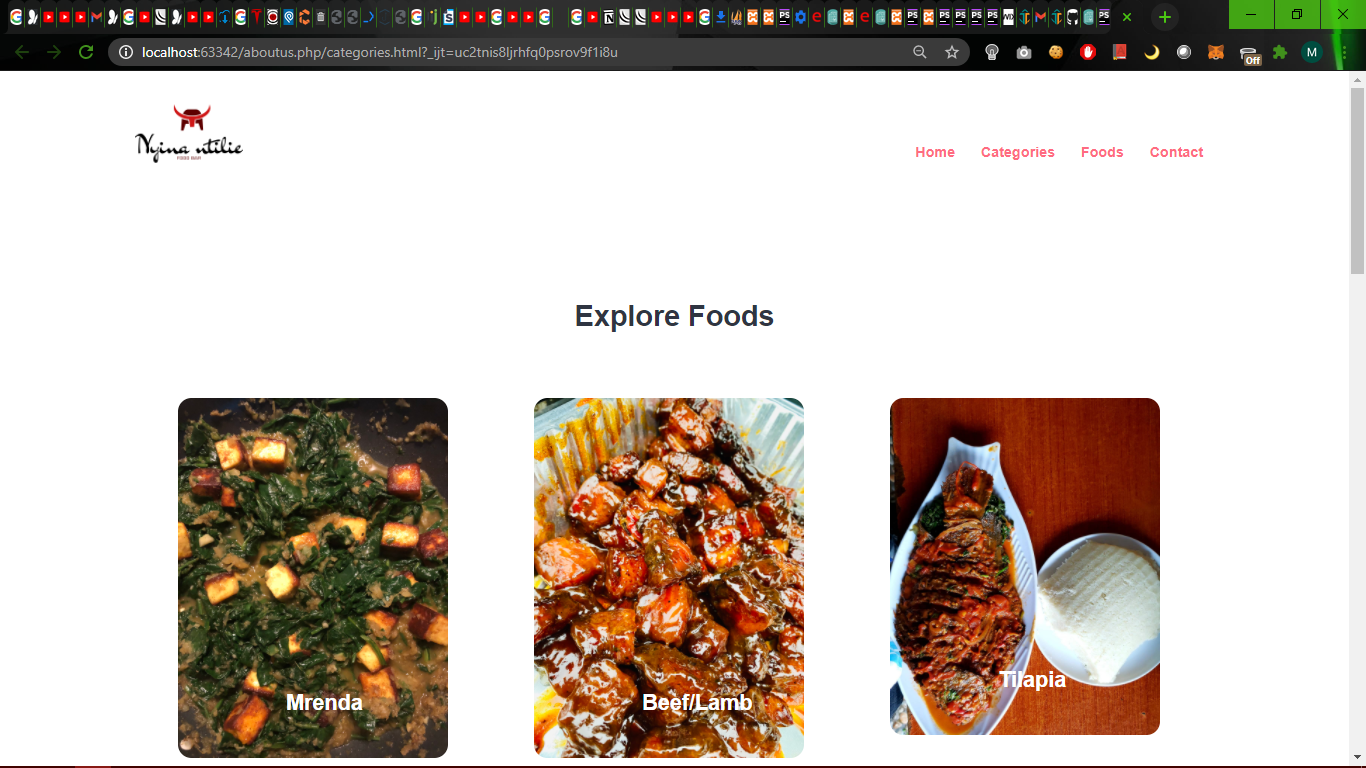 localhost:63342/aboutus.php/categories.html?_ijt=uc2tnis8ljrhfq0psrov9f1i8u
M
Off
Nyina ntilie
FOOD BAR
Home Categories Foods Contact
Explore Foods
Mrenda
Beef/Lamb
Tilapia